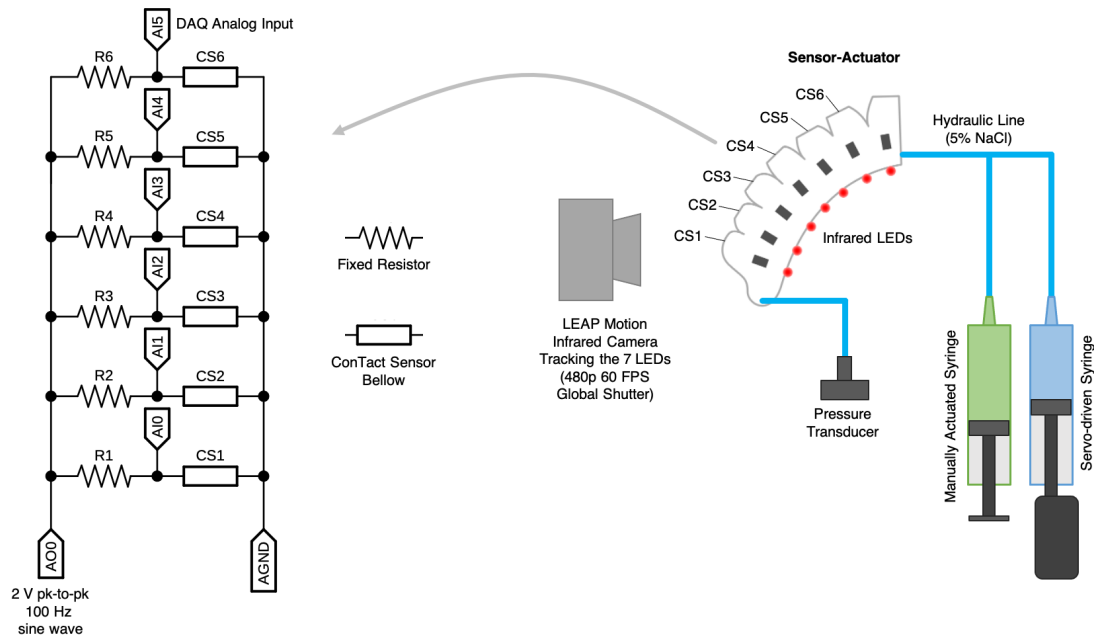 AI5
DAQ Analog Input
R6
CS6
AI4
R5
CS5
AI3
R4
CS4
AI2
R3
CS3
AI1
R2
CS2
AI0
R1
CS1
AO0
AGND
2 V pk-to-pk
100 Hz
sine wave
Fixed Resistor
ConTact Sensor
Bellow
LEAP Motion
Infrared Camera
Tracking the 7 LEDs
(480p 60 FPS
Global Shutter)
Sensor-Actuator
CS6
CS5
CS4
CS3
CS2
CS1
Infrared LEDs
Hydraulic Line
(5% NaCl)
Pressure
Transducer
Manually Actuated Syringe
Servo-driven Syringe